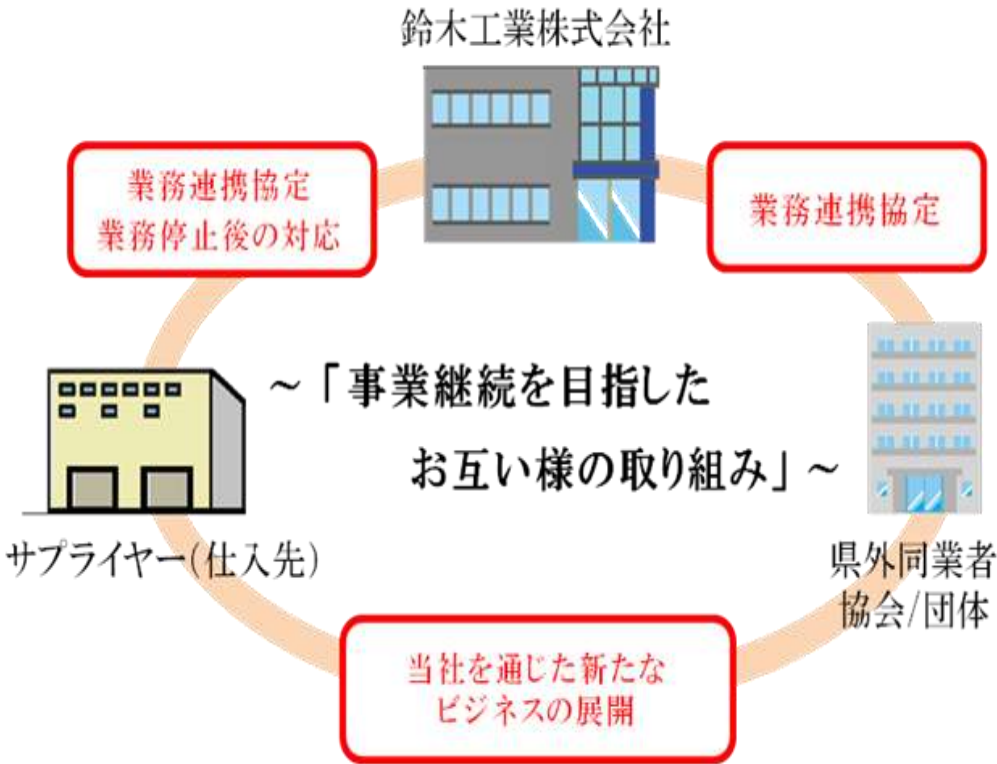 鈴木工業株式会社
業務連携協定
業務停止後の対応
業務連携協定
~「事業継続を目指した
お互い様の取り組み」~
サプライヤー(仕入先)
県外同業者
協会/団体
当社を通じた新たな
ビジネスの展開